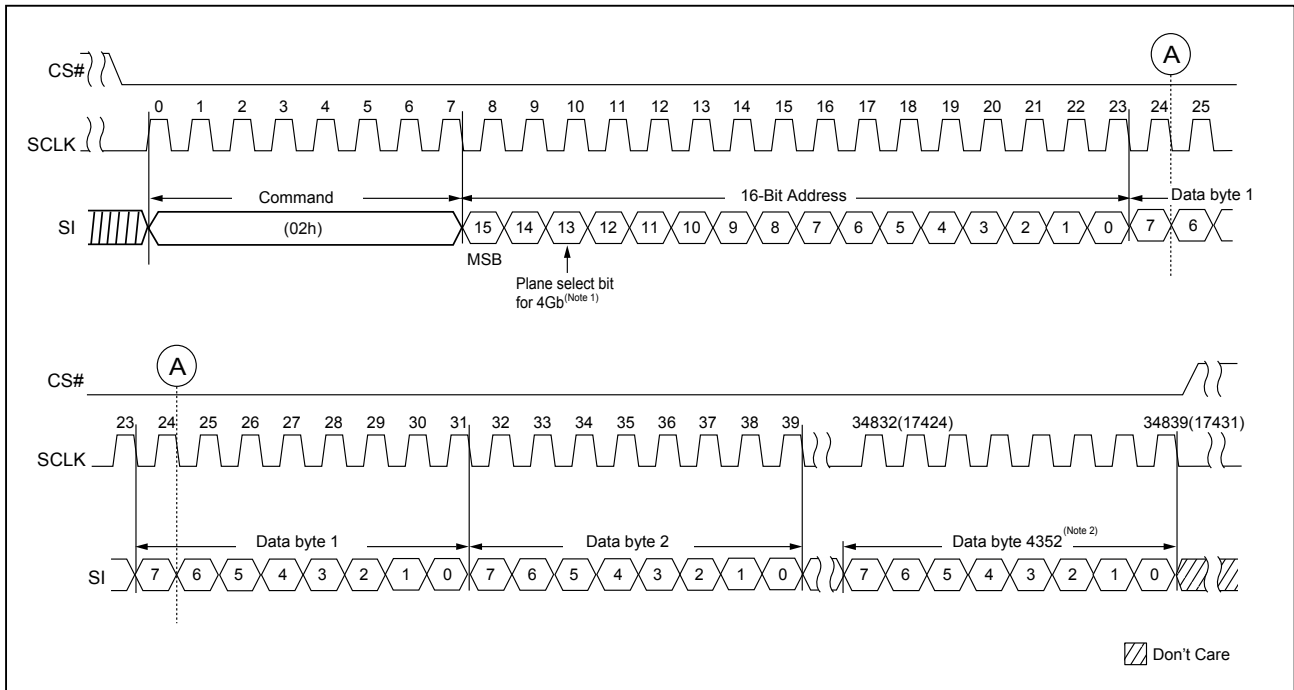 A
CS#
0 1 2 3 4 5 6 7 8 9 10 11 12 13 14 15 16 17 18 19 20 21 22 23 24 25
SCLK
Command 16-Bit Address Data byte 1
SI (02h) 15 14 13 12 11 10 9 8 7 6 5 4 3 2 1 0 7 6
MSB
Plane select bit
for 4Gb(Note 1)
A
CS#
23 24 25 26 27 28 29 30 31 32 33 34 35 36 37 38 39 34832(17424) 34839(17431)
SCLK
Data byte 1 Data byte 2 Data byte 4352(Note 2)
SI 7 6 5 4 3 2 1 0 7 6 5 4 3 2 1 0 7 6 5 4 3 2 1 0
Don't Care